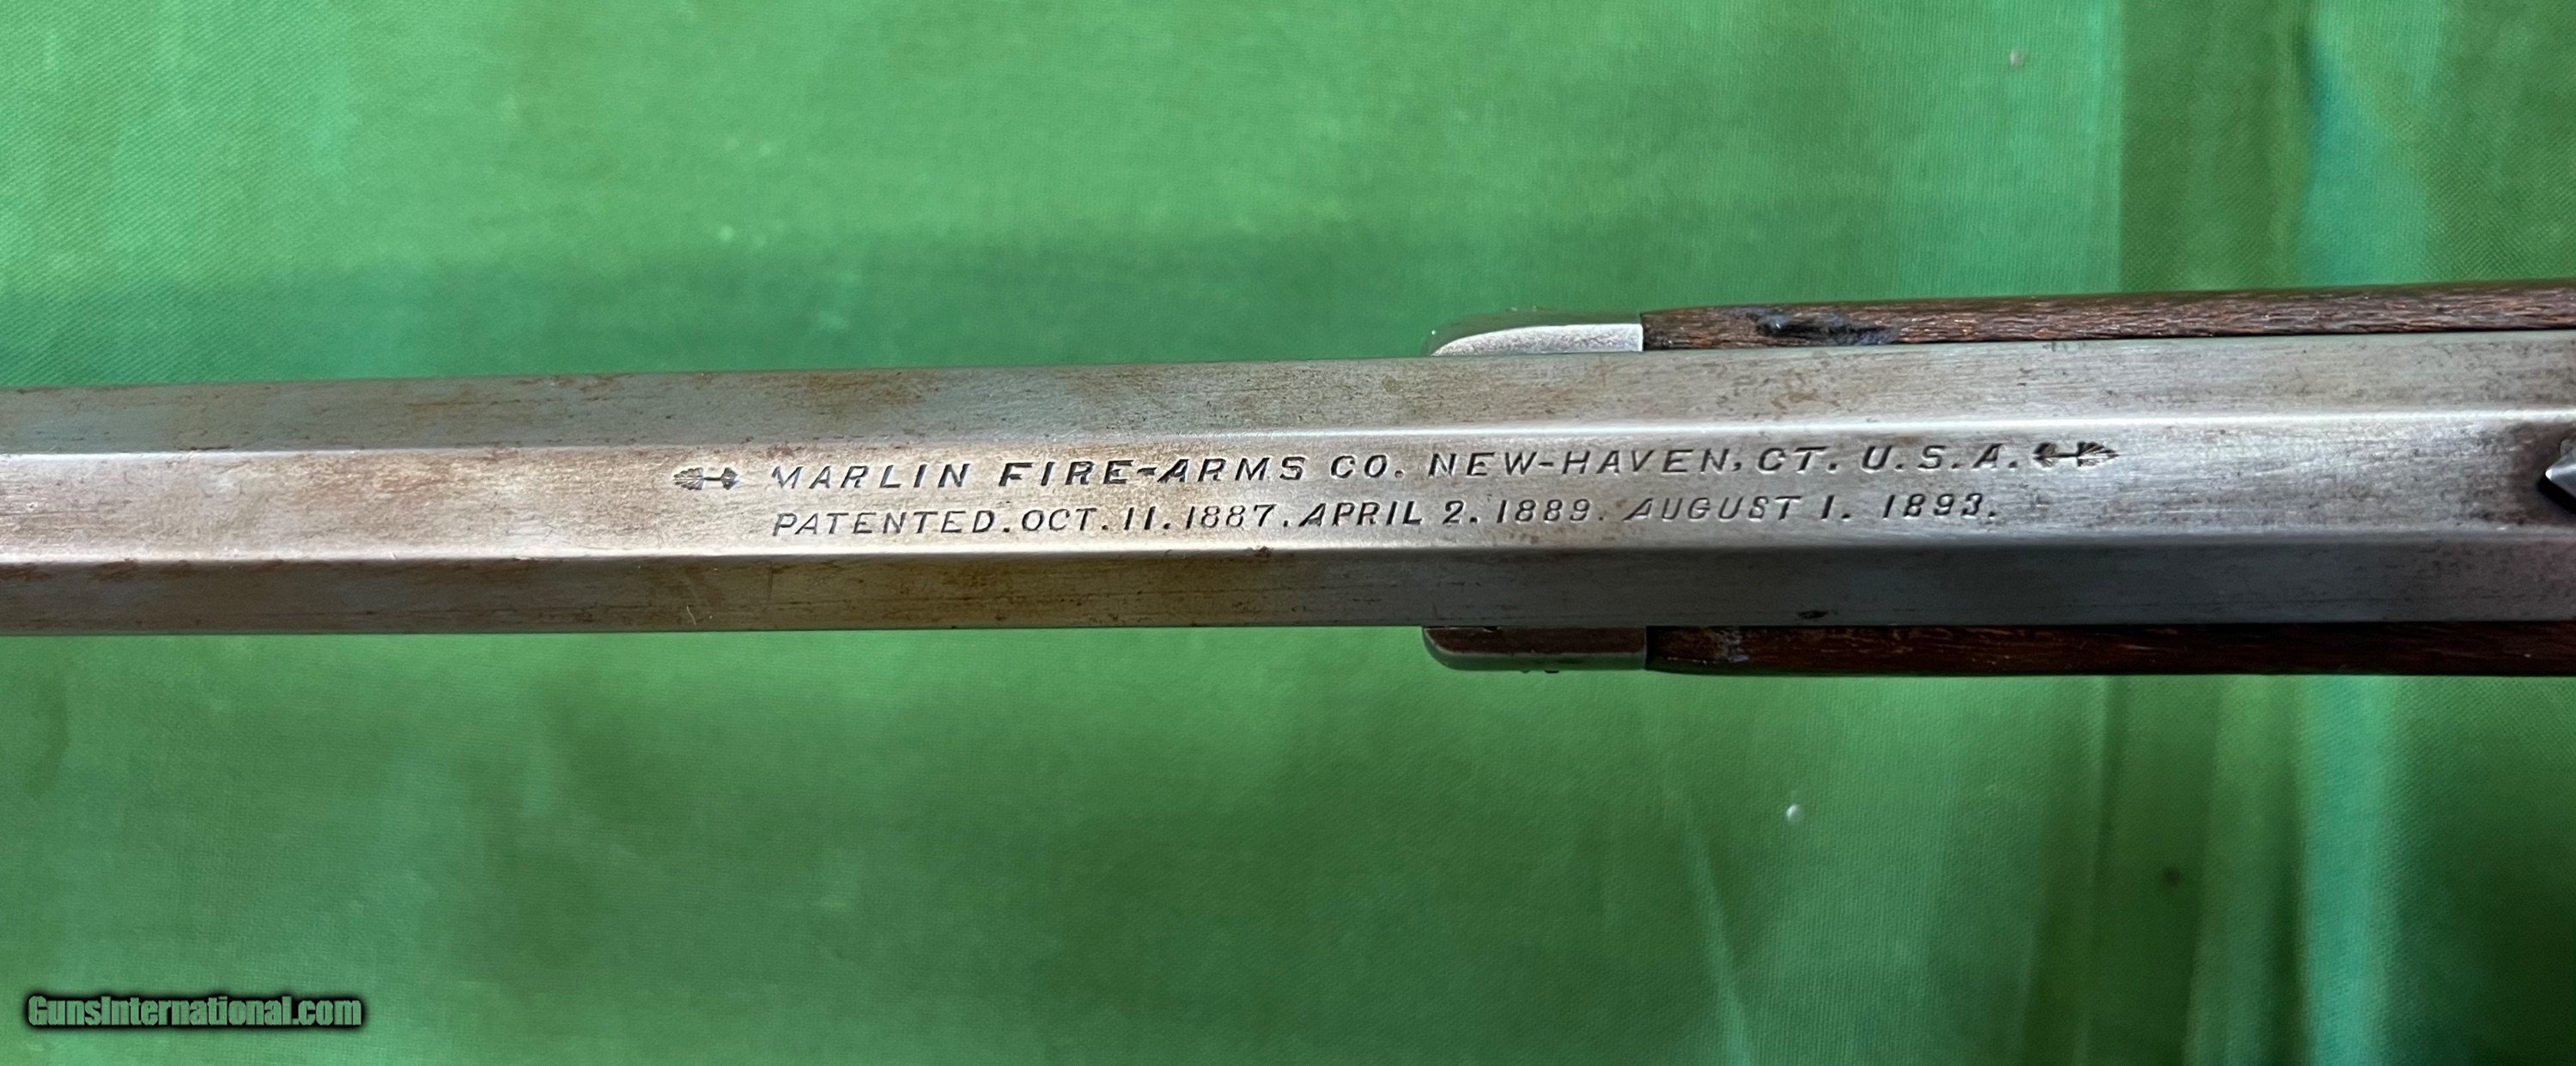 MARLIN FIRE-ARMS CO. NEW-HAVEN, CT. U.S.A.
PATENTED. OCT. 11. 1887. APRIL 2. 1889. AUGUST 1. 1893.
GunsInternational.com